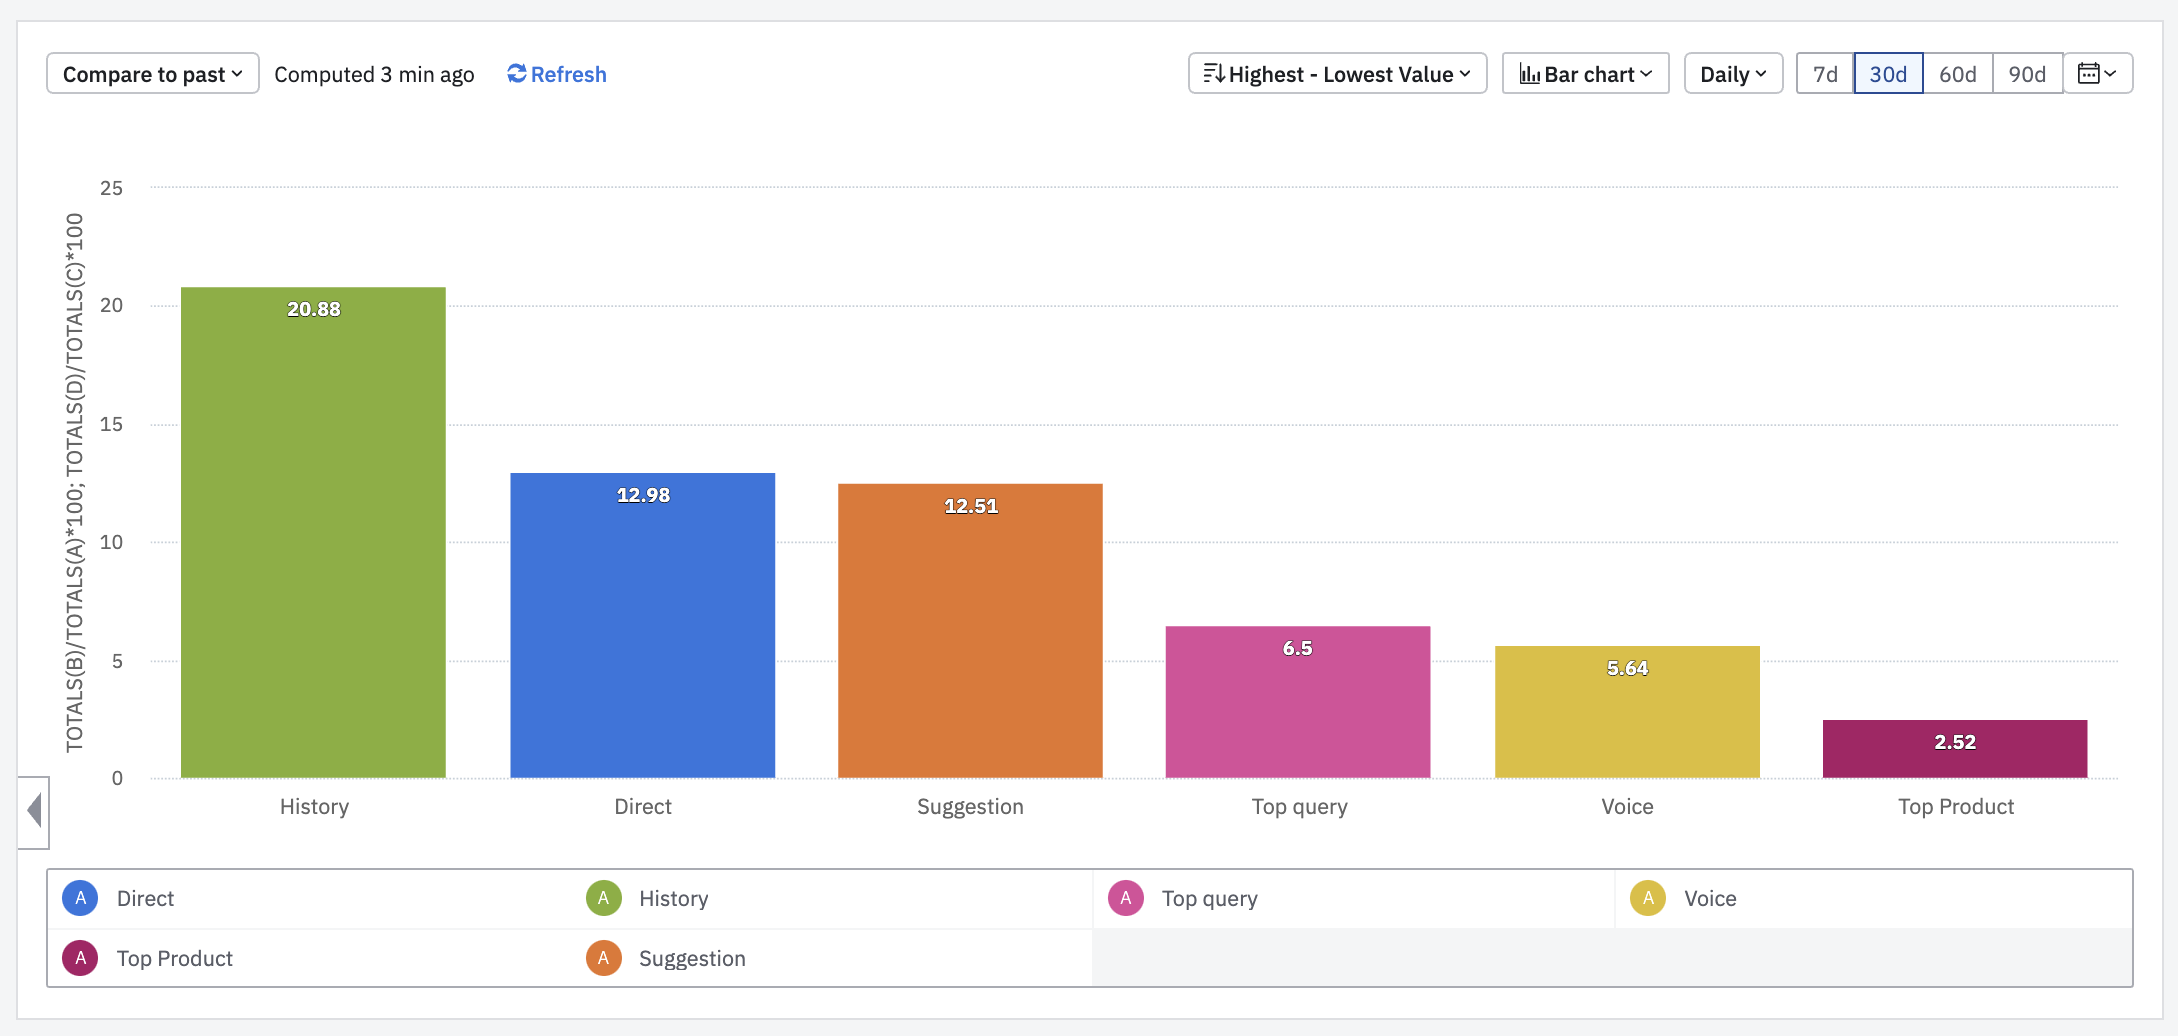 Compare to past Computed 3 min ago Refresh Highest - Lowest Value Bar chart Daily 7d 30d 60d 90d
TOTALS(B)/TOTALS(A)*100; TOTALS(D)/TOTALS(C)*100
25
20
15
10
5
0
20.88
12.98
12.51
6.5
5.64
2.52
History Direct Suggestion Top query Voice Top Product
A Direct A History A Top query A Voice
A Top Product A Suggestion